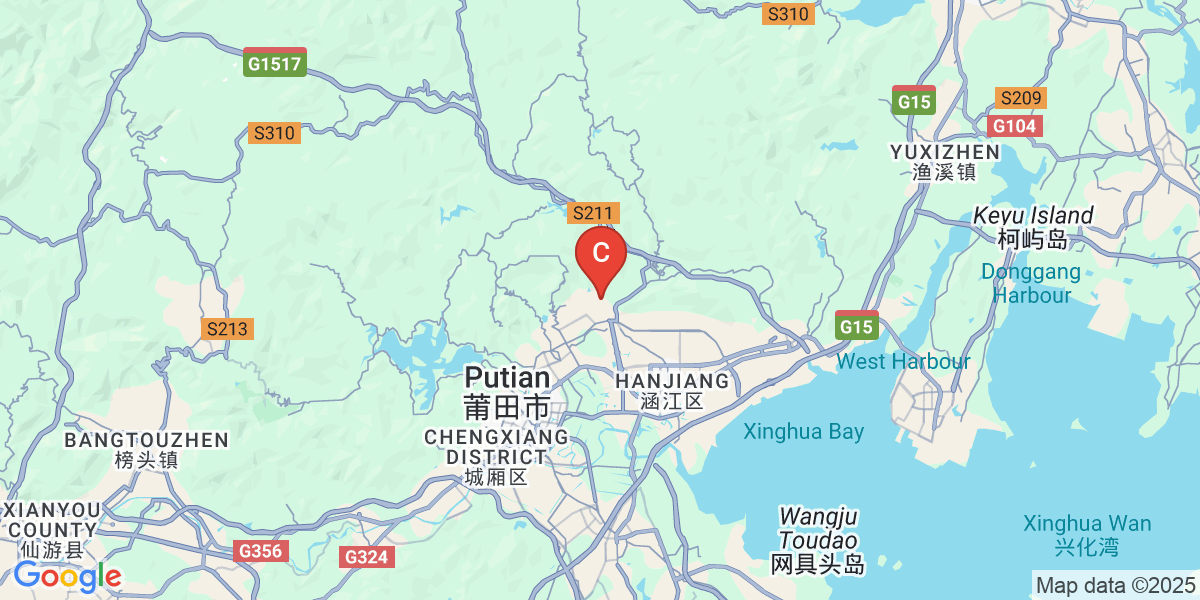 S310
G1517
G15
S209
G104
S310
YUXIZHEN
渔溪镇
S211
Keyu Island
柯屿岛
C
Donggang
Harbour
S213
G15
West Harbour
Putian
莆田市
HANJIANG
涵江区
Xinghua Bay
BANGTOUZHEN
榜头镇
CHENGXIANG
DISTRICT
城厢区
XIANYOU
COUNTY
仙游县
Wangju
Toudao
网具头岛
Xinghua Wan
兴化湾
G356
G324
Google
Map data ©2025